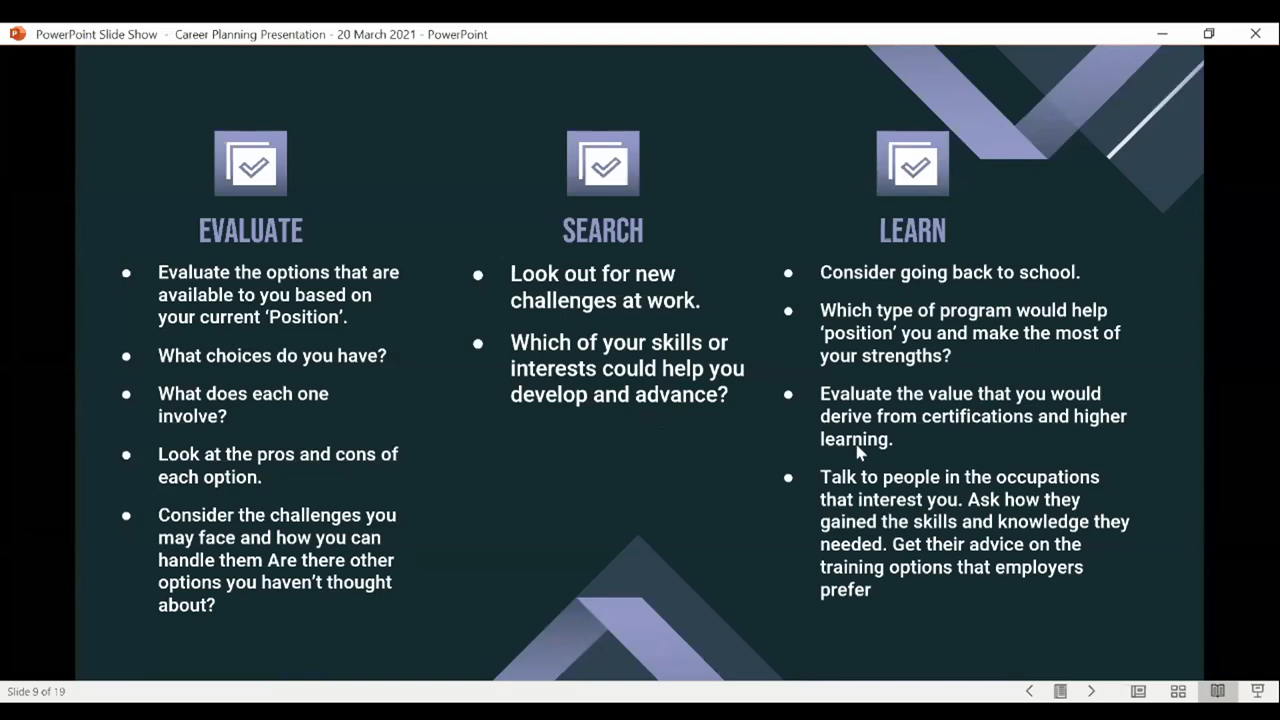 PowerPoint Slide Show - Career Planning Presentation - 20 March 2021 - PowerPoint
EVALUATE
● Evaluate the options that are
available to you based on
your current ‘Position’.
● What choices do you have?
● What does each one
involve?
● Look at the pros and cons of
each option.
● Consider the challenges you
may face and how you can
handle them Are there other
options you haven’t thought
about?
SEARCH
● Look out for new
challenges at work.
● Which of your skills or
interests could help you
develop and advance?
LEARN
● Consider going back to school.
● Which type of program would help
‘position’ you and make the most of
your strengths?
● Evaluate the value that you would
derive from certifications and higher
learning.
● Talk to people in the occupations
that interest you. Ask how they
gained the skills and knowledge they
needed. Get their advice on the
training options that employers
prefer
Slide 9 of 19